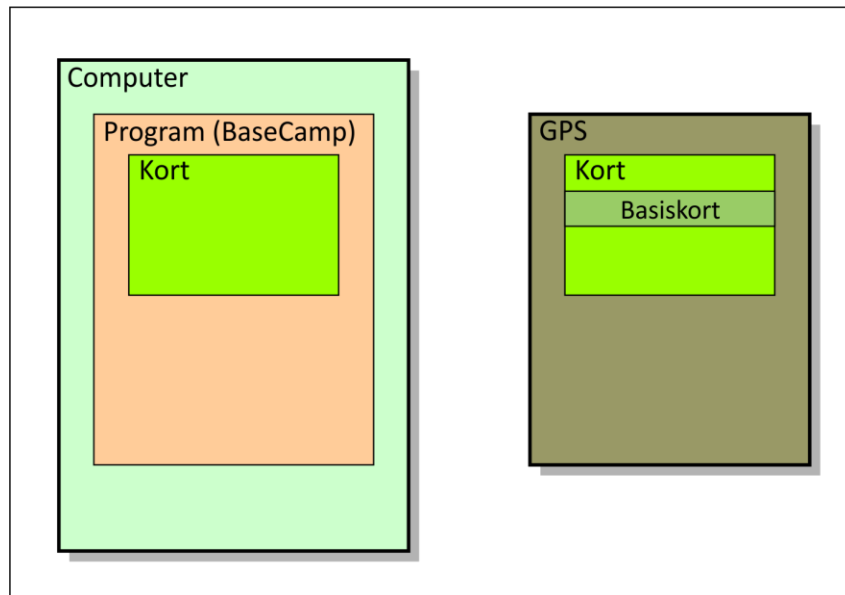 Computer
Program (BaseCamp)
Kort
GPS
Kort
Basiskort